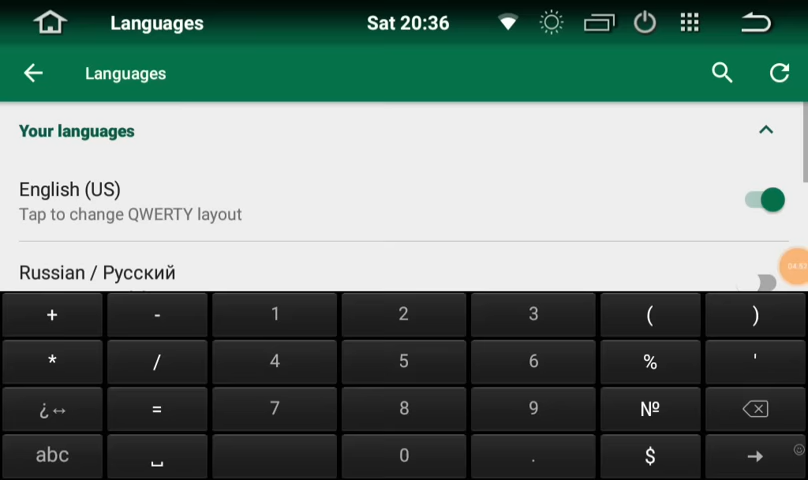 Languages
Sat 20:36
Languages
Your languages
English (US)
Tap to change QWERTY layout
Russian / Русский
+ - 1 2 3 ( )
* / 4 5 6 % '
¿ ↔ = 7 8 9 №
abc ␣ 0 . $ →